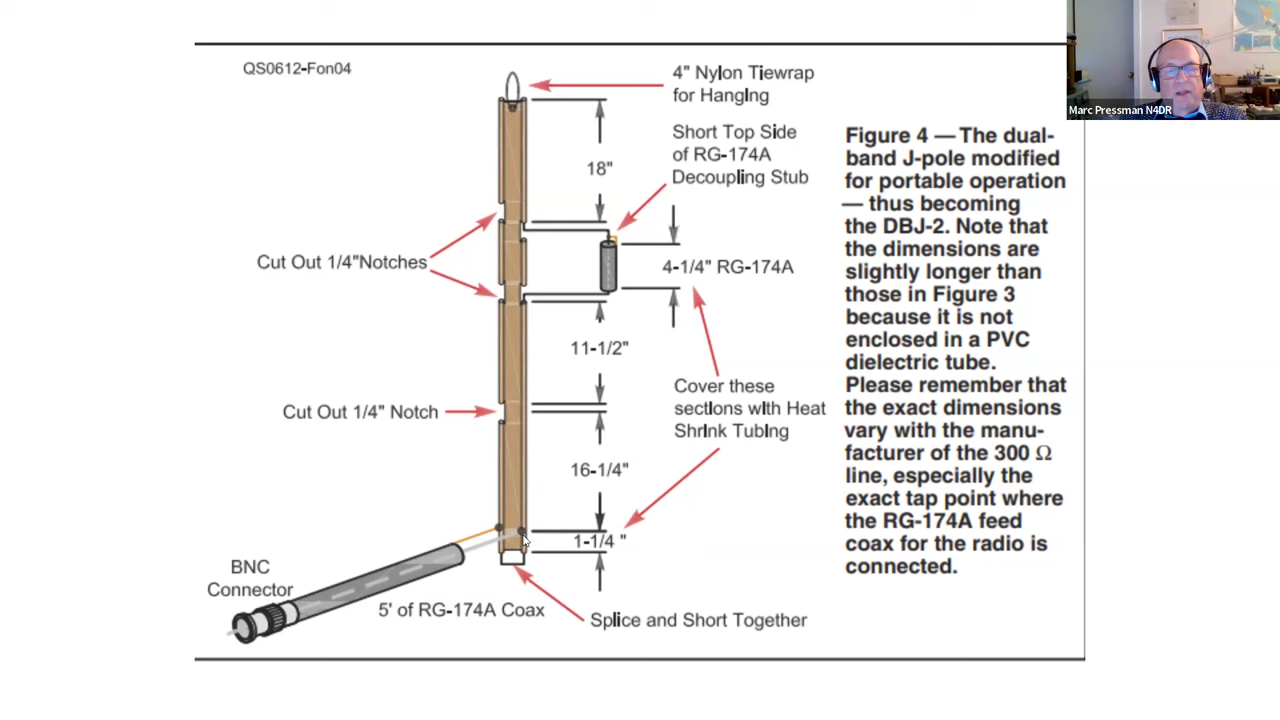 QS0612-Fon04
4" Nylon Tiewrap
for Hanging
Short Top Side
of RG-174A
Decoupling Stub
18"
Cut Out 1/4"Notches
4-1/4" RG-174A
11-1/2"
Cover these
sections with Heat
Shrink Tubing
Cut Out 1/4" Notch
16-1/4"
1-1/4 "
BNC
Connector
5' of RG-174A Coax
Splice and Short Together
Marc Pressman N4DR
Figure 4 — The dual-
band J-pole modified
for portable operation
— thus becoming
the DBJ-2. Note that
the dimensions are
slightly longer than
those in Figure 3
because it is not
enclosed in a PVC
dielectric tube.
Please remember that
the exact dimensions
vary with the manu-
facturer of the 300 Ω
line, especially the
exact tap point where
the RG-174A feed
coax for the radio is
connected.